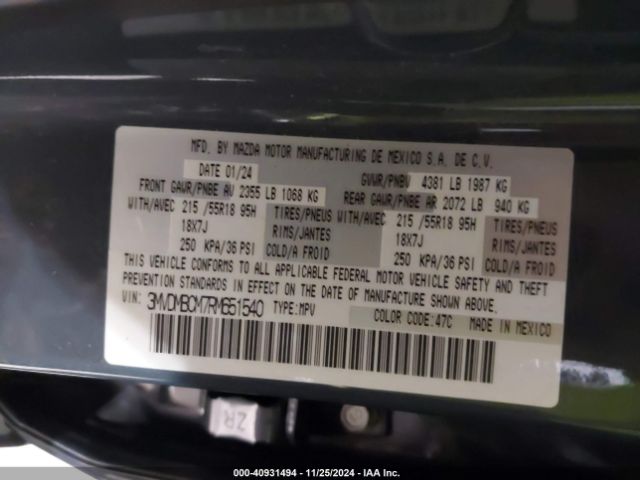 MFD. BY MAZDA MOTOR MANUFACTURING DE MEXICO S.A. DE C.V.
DATE 01/24 GVWR/PNBV 4381 LB 1987 KG
FRONT GAWR/PNBE AV 2355 LB 1068 KG REAR GAWR/PNBE AR 2072 LB 940 KG
WITH/AVEC 215 /55R18 95H TIRES/PNEUS WITH/AVEC 215 /55R18 95H TIRES/PNEUS
18X7J RIMS/JANTES 18X7J RIMS/JANTES
250 KPA/36 PSI COLD/A FROID 250 KPA/36 PSI COLD/A FROID
THIS VEHICLE CONFORMS TO ALL APPLICABLE FEDERAL MOTOR VEHICLE SAFETY AND THEFT
PREVENTION STANDARDS IN EFFECT ON THE DATE OF MANUFACTURE SHOWN ABOVE.
VIN: 3MVDMBCM7RM651540 TYPE:MPV COLOR CODE:47C MADE IN MEXICO
ZR
000-40931494 - 11/25/2024 - IAA Inc.